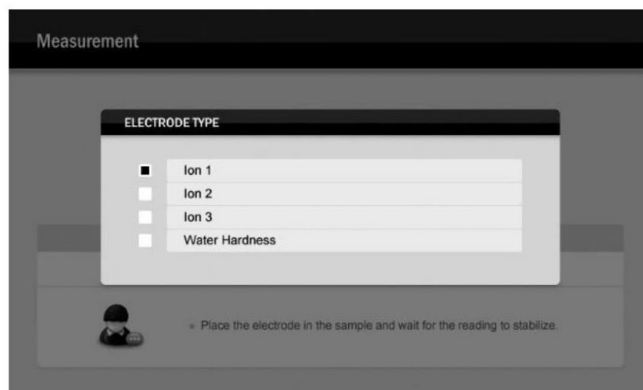 Measurement
ELECTRODE TYPE
Ion 1
Ion 2
Ion 3
Water Hardness
Place the electrode in the sample and wait for the reading to stabilize.